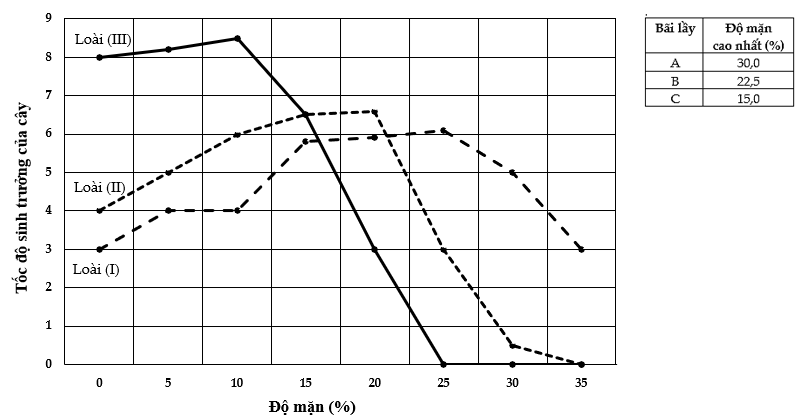 9
8
7
6
5
4
3
2
1
0
Tốc độ sinh trưởng của cây
Loài (III)
Loài (II)
Loài (I)
0 5 10 15 20 25 30 35
Độ mặn (%)
Bãi lầy Độ mặn cao nhất (%)
A 30,0
B 22,5
C 15,0